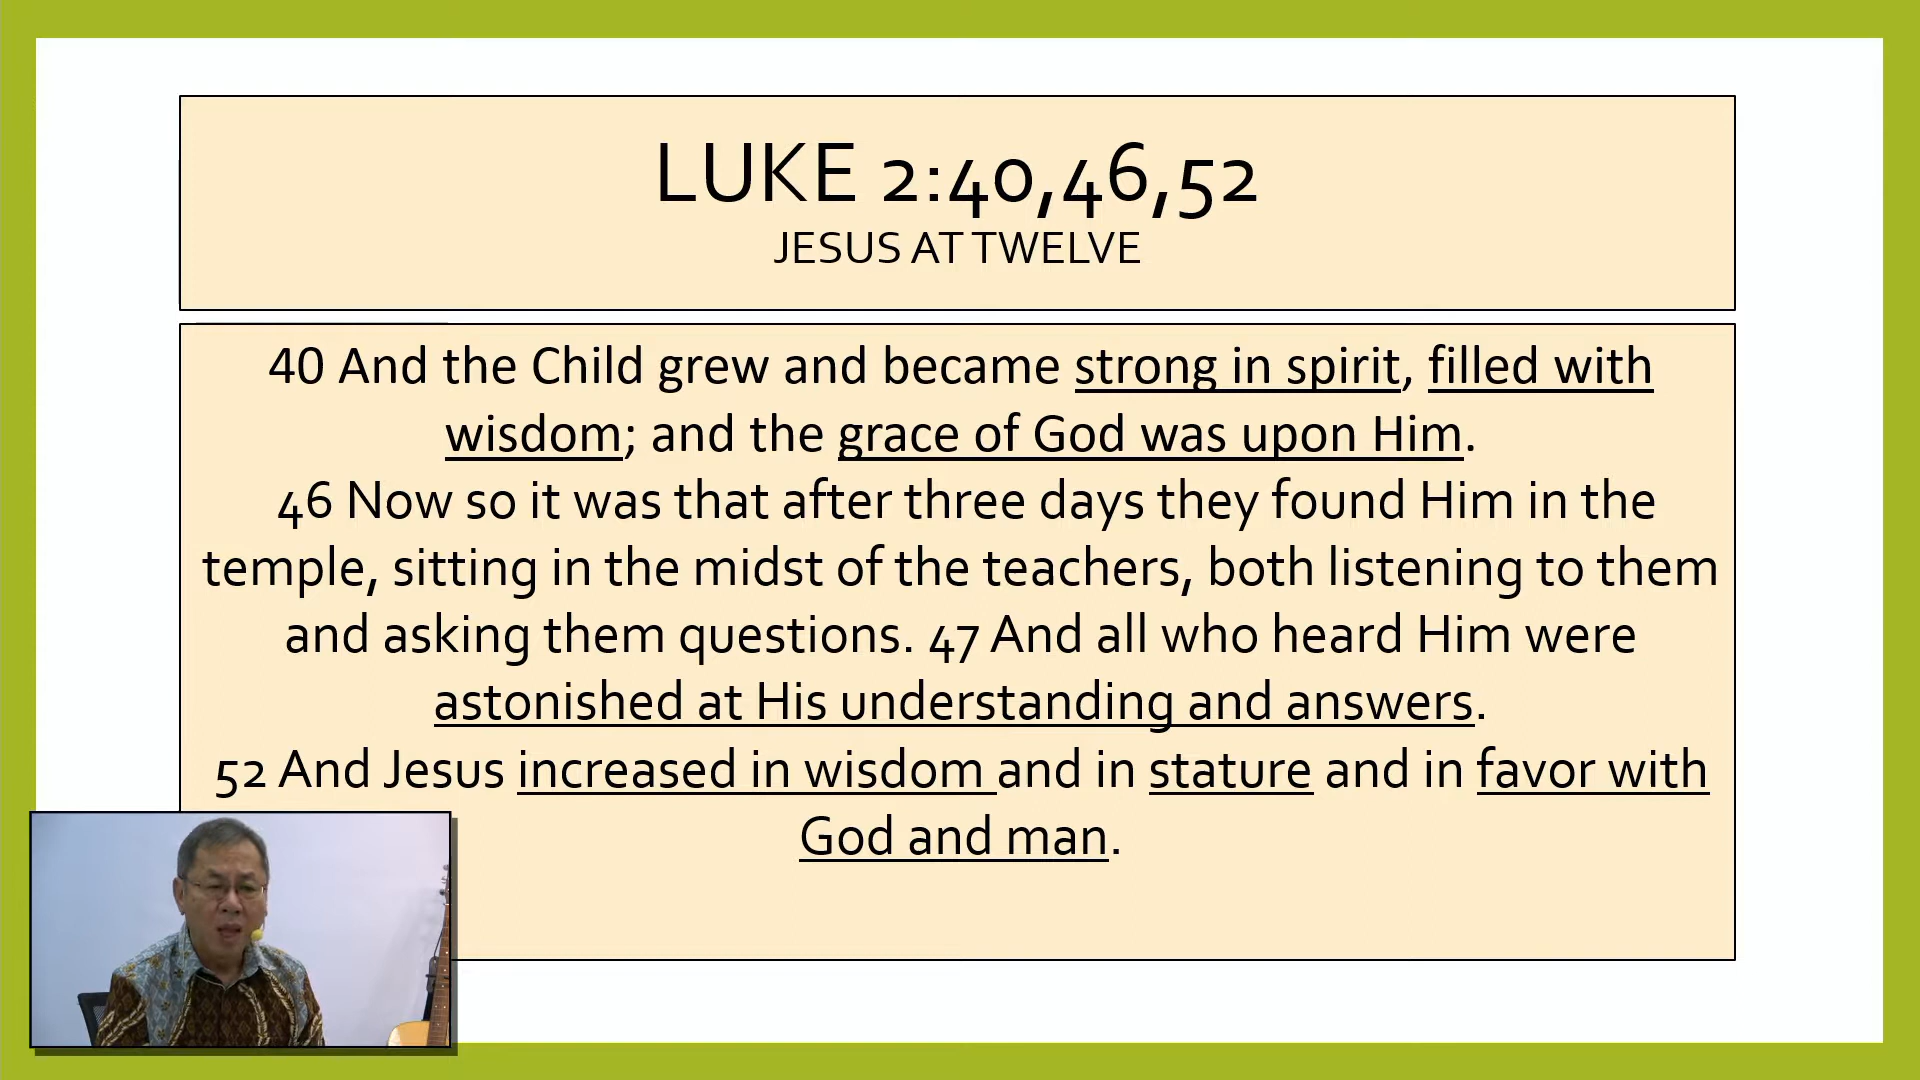 LUKE 2:40,46,52
JESUS AT TWELVE
40 And the Child grew and became strong in spirit, filled with
wisdom; and the grace of God was upon Him.
46 Now so it was that after three days they found Him in the
temple, sitting in the midst of the teachers, both listening to them
and asking them questions. 47 And all who heard Him were
astonished at His understanding and answers.
52 And Jesus increased in wisdom and in stature and in favor with
God and man.